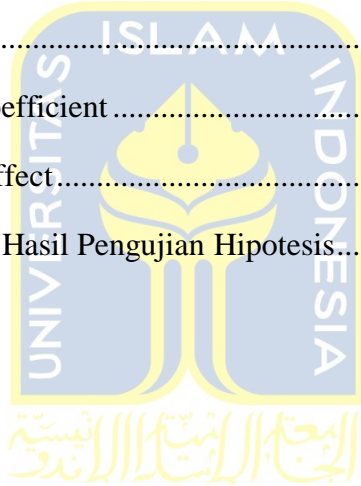 ...............................................
ISLAM
UNIVERSITAS
INDONESIA
efficient...................................
ffect...........................................
Hasil Pengujian Hipotesis...